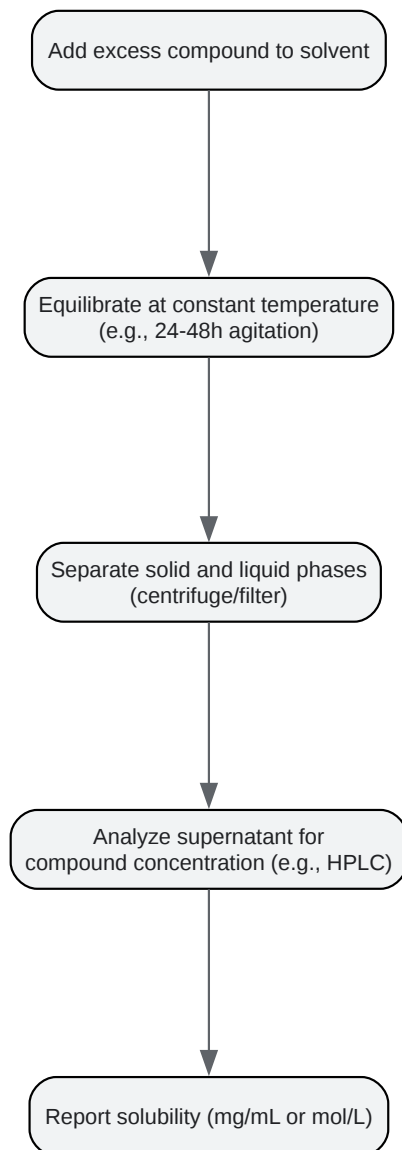 Add excess compound to solvent
Equilibrate at constant temperature
(e.g., 24-48h agitation)
Separate solid and liquid phases
(centrifuge/filter)
Analyze supernatant for
compound concentration (e.g., HPLC)
Report solubility (mg/mL or mol/L)